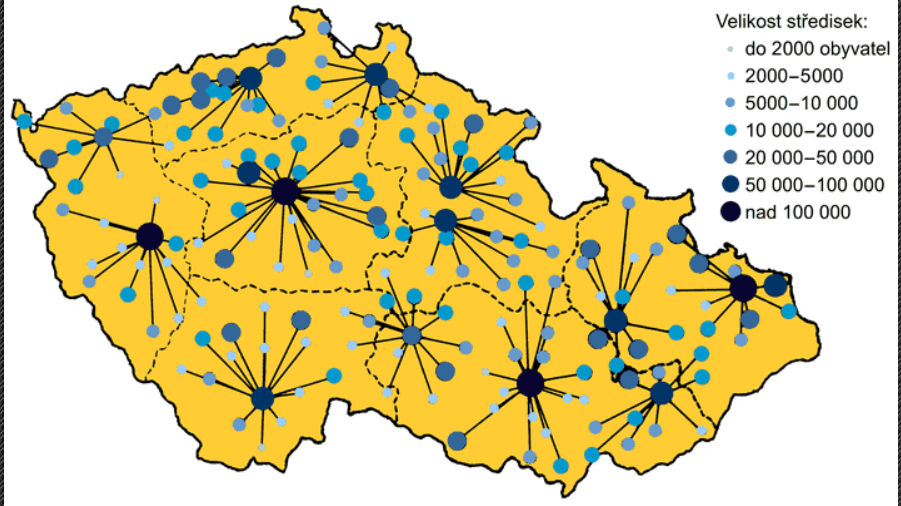 Velikost středisek:
do 2000 obyvatel
2000–5000
5000–10 000
10 000–20 000
20 000–50 000
50 000–100 000
nad 100 000